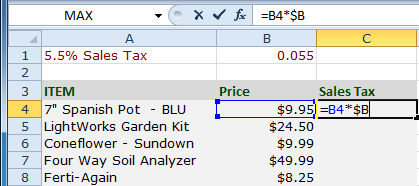 MAX fx =B4*$B
A B C
1 5.5% Sales Tax 0.055
2
3 ITEM Price Sales Tax
4 7" Spanish Pot - BLU $9.95 =B4*$B
5 LightWorks Garden Kit $24.50
6 Coneflower - Sundown $9.99
7 Four Way Soil Analyzer $49.99
8 Ferti-Again $8.25